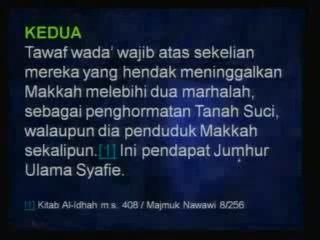 KEDUA
Tawaf wada' wajib atas sekelian
mereka yang hendak meninggalkan
Makkah melebihi dua marhalah,
sebagai penghormatan Tanah Suci,
walaupun dia penduduk Makkah
sekalipun.[1] Ini pendapat Jumhur
Ulama Syafie.
[1] Kitab Al-Idhah m:s. 408 / Majmuk Nawawi 8/256